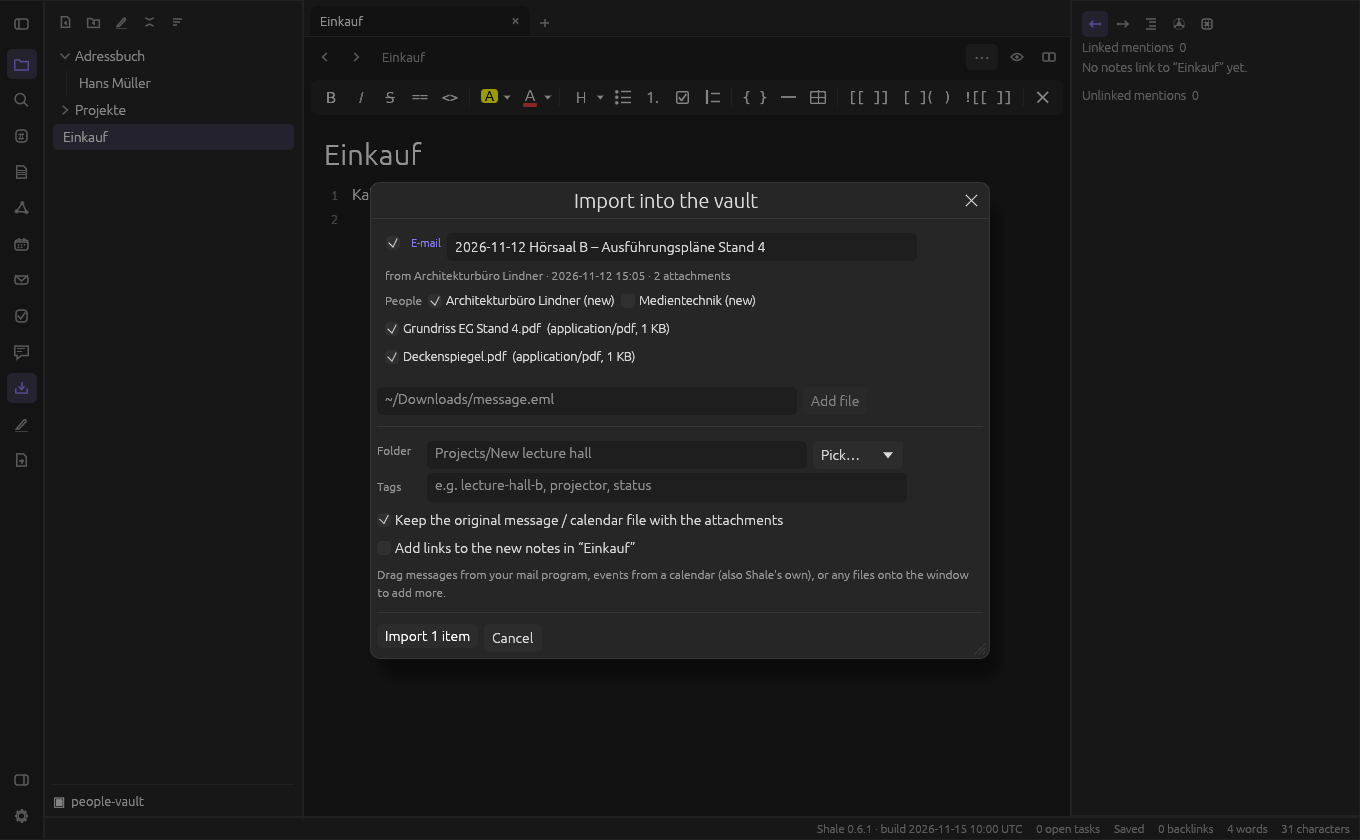 Einkauf × +
Adressbuch
Hans Müller
Projekte
Einkauf
people-vault
Einkauf
B I S == <> A A H 1. { } — [[ ]] [ ]( ) ![[ ]]
Einkauf
1 Ka
2
Import into the vault
E-mail 2026-11-12 Hörsaal B – Ausführungspläne Stand 4
from Architekturbüro Lindner · 2026-11-12 15:05 · 2 attachments
People Architekturbüro Lindner (new) Medientechnik (new)
Grundriss EG Stand 4.pdf (application/pdf, 1 KB)
Deckenspiegel.pdf (application/pdf, 1 KB)
~/Downloads/message.eml Add file
Folder Projects/New lecture hall Pick…
Tags e.g. lecture-hall-b, projector, status
Keep the original message / calendar file with the attachments
Add links to the new notes in “Einkauf”
Drag messages from your mail program, events from a calendar (also Shale's own), or any files onto the window
to add more.
Import 1 item Cancel
Linked mentions 0
No notes link to “Einkauf” yet.
Unlinked mentions 0
Shale 0.6.1 · build 2026-11-15 10:00 UTC 0 open tasks Saved 0 backlinks 4 words 31 characters